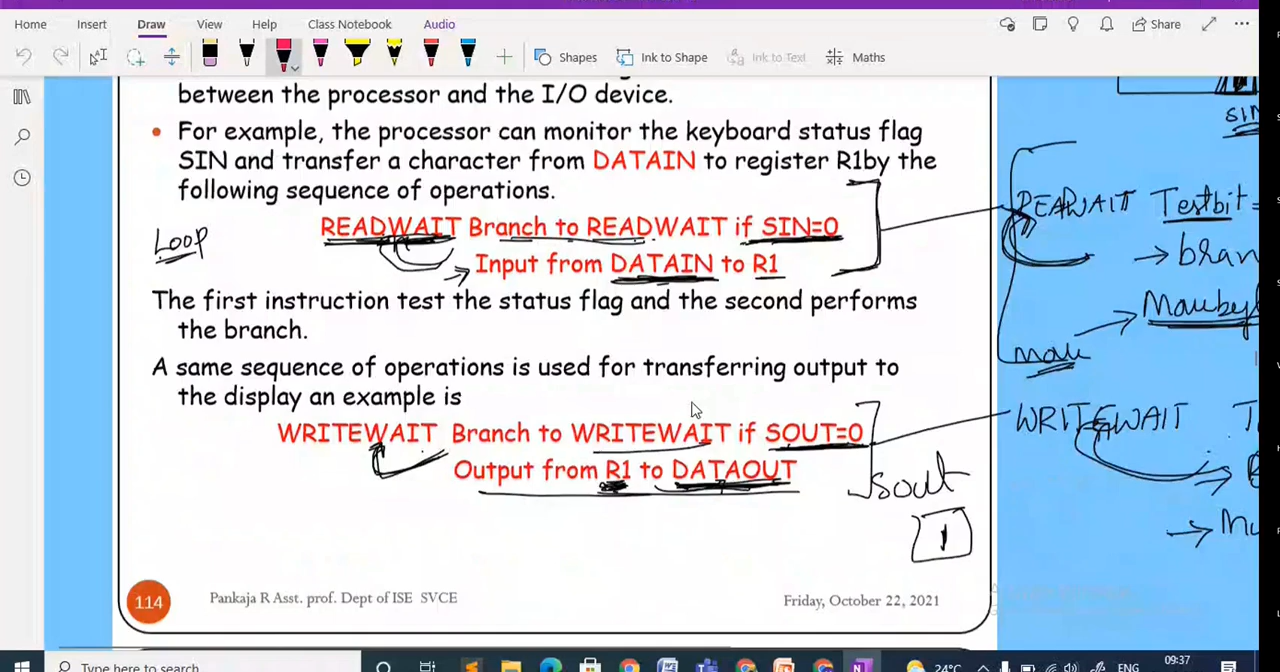 Home Insert Draw View Help Class Notebook Audio Share
Shapes Ink to Shape Ink to Text Maths
between the processor and the I/O device.
• For example, the processor can monitor the keyboard status flag
SIN and transfer a character from DATAIN to register R1by the
following sequence of operations.
READWAIT Branch to READWAIT if SIN=0
Loop
Input from DATAIN to R1
The first instruction test the status flag and the second performs
the branch.
A same sequence of operations is used for transferring output to
the display an example is
WRITEWAIT Branch to WRITEWAIT if SOUT=0
Output from R1 to DATAOUT
Sout
1
114 Pankaja R Asst. prof. Dept of ISE SVCE Friday, October 22, 2021
SIN
Testbit
WRITEWAIT
Type here to search 24°C ENG 09:37